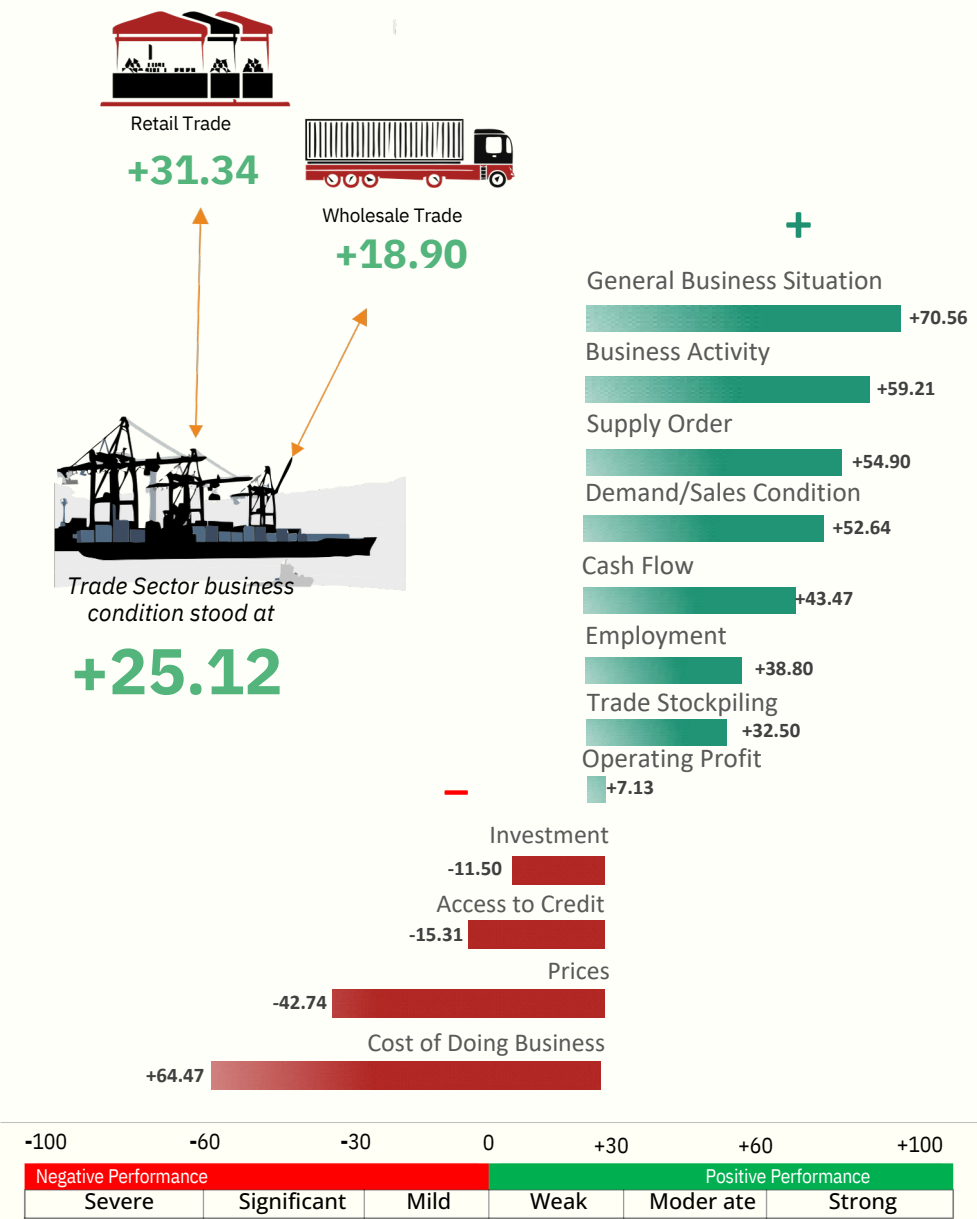 Retail Trade
+31.34
Wholesale Trade
+18.90
Trade Sector business
condition stood at
+25.12
+
General Business Situation
+70.56
Business Activity
+59.21
Supply Order
+54.90
Demand/Sales Condition
+52.64
Cash Flow
+43.47
Employment
+38.80
Trade Stockpiling
+32.50
Operating Profit
+7.13
−
Investment
-11.50
Access to Credit
-15.31
Prices
-42.74
Cost of Doing Business
+64.47
-100 -60 -30 0 +30 +60 +100
Negative Performance Positive Performance
Severe Significant Mild Weak Moder ate Strong